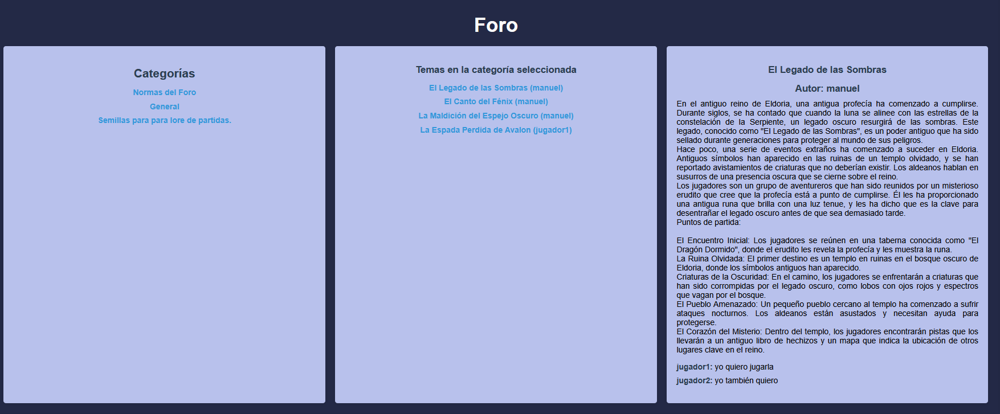 Foro
Categorías
Normas del Foro
General
Semillas para para lore de partidas.
Temas en la categoría seleccionada
El Legado de las Sombras (manuel)
El Canto del Fénix (manuel)
La Maldición del Espejo Oscuro (manuel)
La Espada Perdida de Avalon (jugador1)
El Legado de las Sombras
Autor: manuel
En el antiguo reino de Eldoria, una antigua profecía ha comenzado a cumplirse.
Durante siglos, se ha contado que cuando la luna se alinee con las estrellas de la
constelación de la Serpiente, un legado oscuro resurgirá de las sombras. Este
legado, conocido como "El Legado de las Sombras", es un poder antiguo que ha sido
sellado durante generaciones para proteger al mundo de sus peligros.
Hace poco, una serie de eventos extraños ha comenzado a suceder en Eldoria.
Antiguos símbolos han aparecido en las ruinas de un templo olvidado, y se han
reportado avistamientos de criaturas que no deberían existir. Los aldeanos hablan en
susurros de una presencia oscura que se cierne sobre el reino.
Los jugadores son un grupo de aventureros que han sido reunidos por un misterioso
erudito que cree que la profecía está a punto de cumplirse. Él les ha proporcionado
una antigua runa que brilla con una luz tenue, y les ha dicho que es la clave para
desentrañar el legado oscuro antes de que sea demasiado tarde.
Puntos de partida:
El Encuentro Inicial: Los jugadores se reúnen en una taberna conocida como "El
Dragón Dormido", donde el erudito les revela la profecía y les muestra la runa.
La Ruina Olvidada: El primer destino es un templo en ruinas en el bosque oscuro de
Eldoria, donde los símbolos antiguos han aparecido.
Criaturas de la Oscuridad: En el camino, los jugadores se enfrentarán a criaturas que
han sido corrompidas por el legado oscuro, como lobos con ojos rojos y espectros
que vagan por el bosque.
El Pueblo Amenazado: Un pequeño pueblo cercano al templo ha comenzado a sufrir
ataques nocturnos. Los aldeanos están asustados y necesitan ayuda para
protegerse.
El Corazón del Misterio: Dentro del templo, los jugadores encontrarán pistas que los
llevarán a un antiguo libro de hechizos y un mapa que indica la ubicación de otros
lugares clave en el reino.
jugador1: yo quiero jugarla
jugador2: yo también quiero